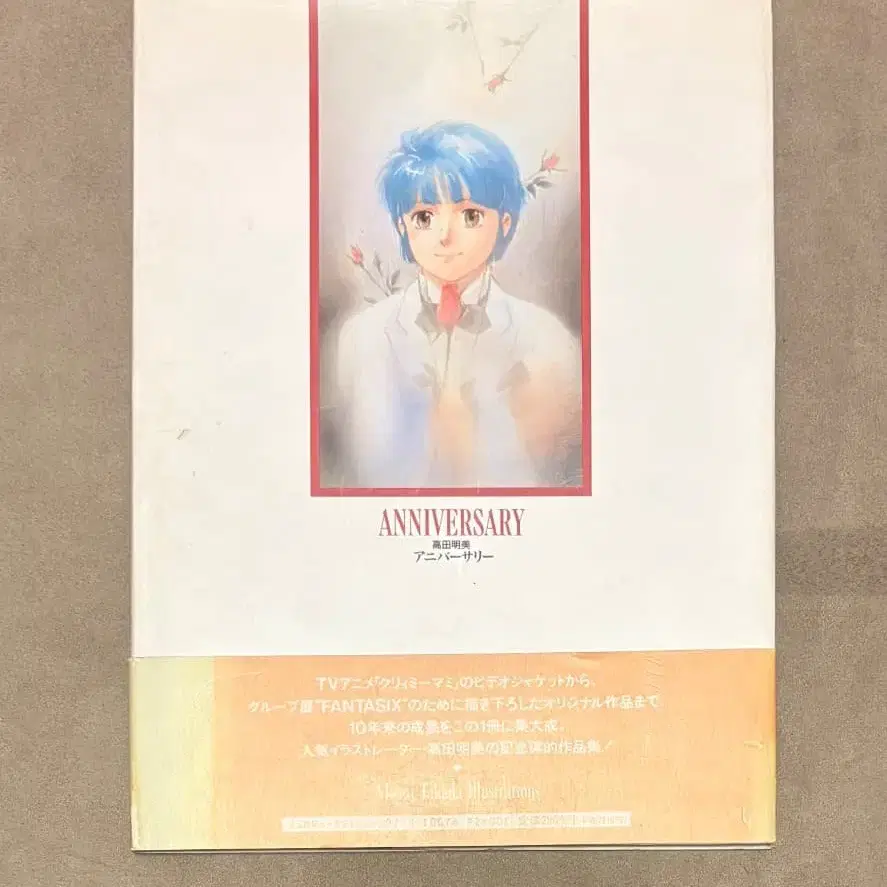 ANNIVERSARY
高田明美
アニバーサリー
TVアニメ「クリィミーマミ」のビデオジャケットから、
グループ展"FANTASIX"のために描き下ろしたオリジナル作品まで
10年来の成果をこの1冊に集大成。
人気イラストレーター・高田明美の記念碑的作品集!
Akemi Takada Illustrations